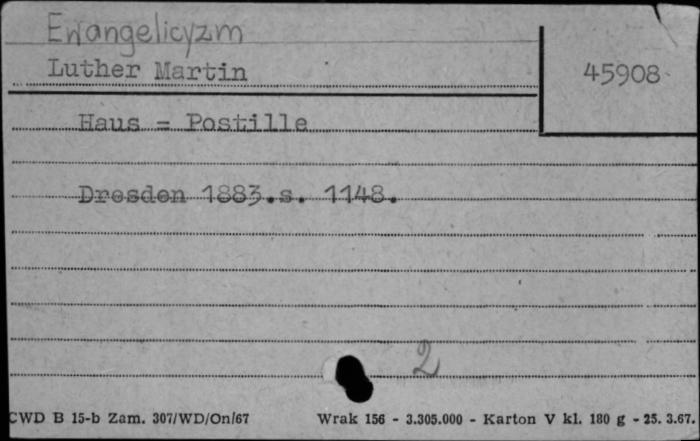 Ewangelicyzm
Luther Martin
45908
Haus = Postille
Dresden 1883.s. 1148.
2
CWD B 15-b Zam. 307/WD/On/67 Wrak 156 - 3.305.000 - Karton V kl. 180 g - 25. 3.67.